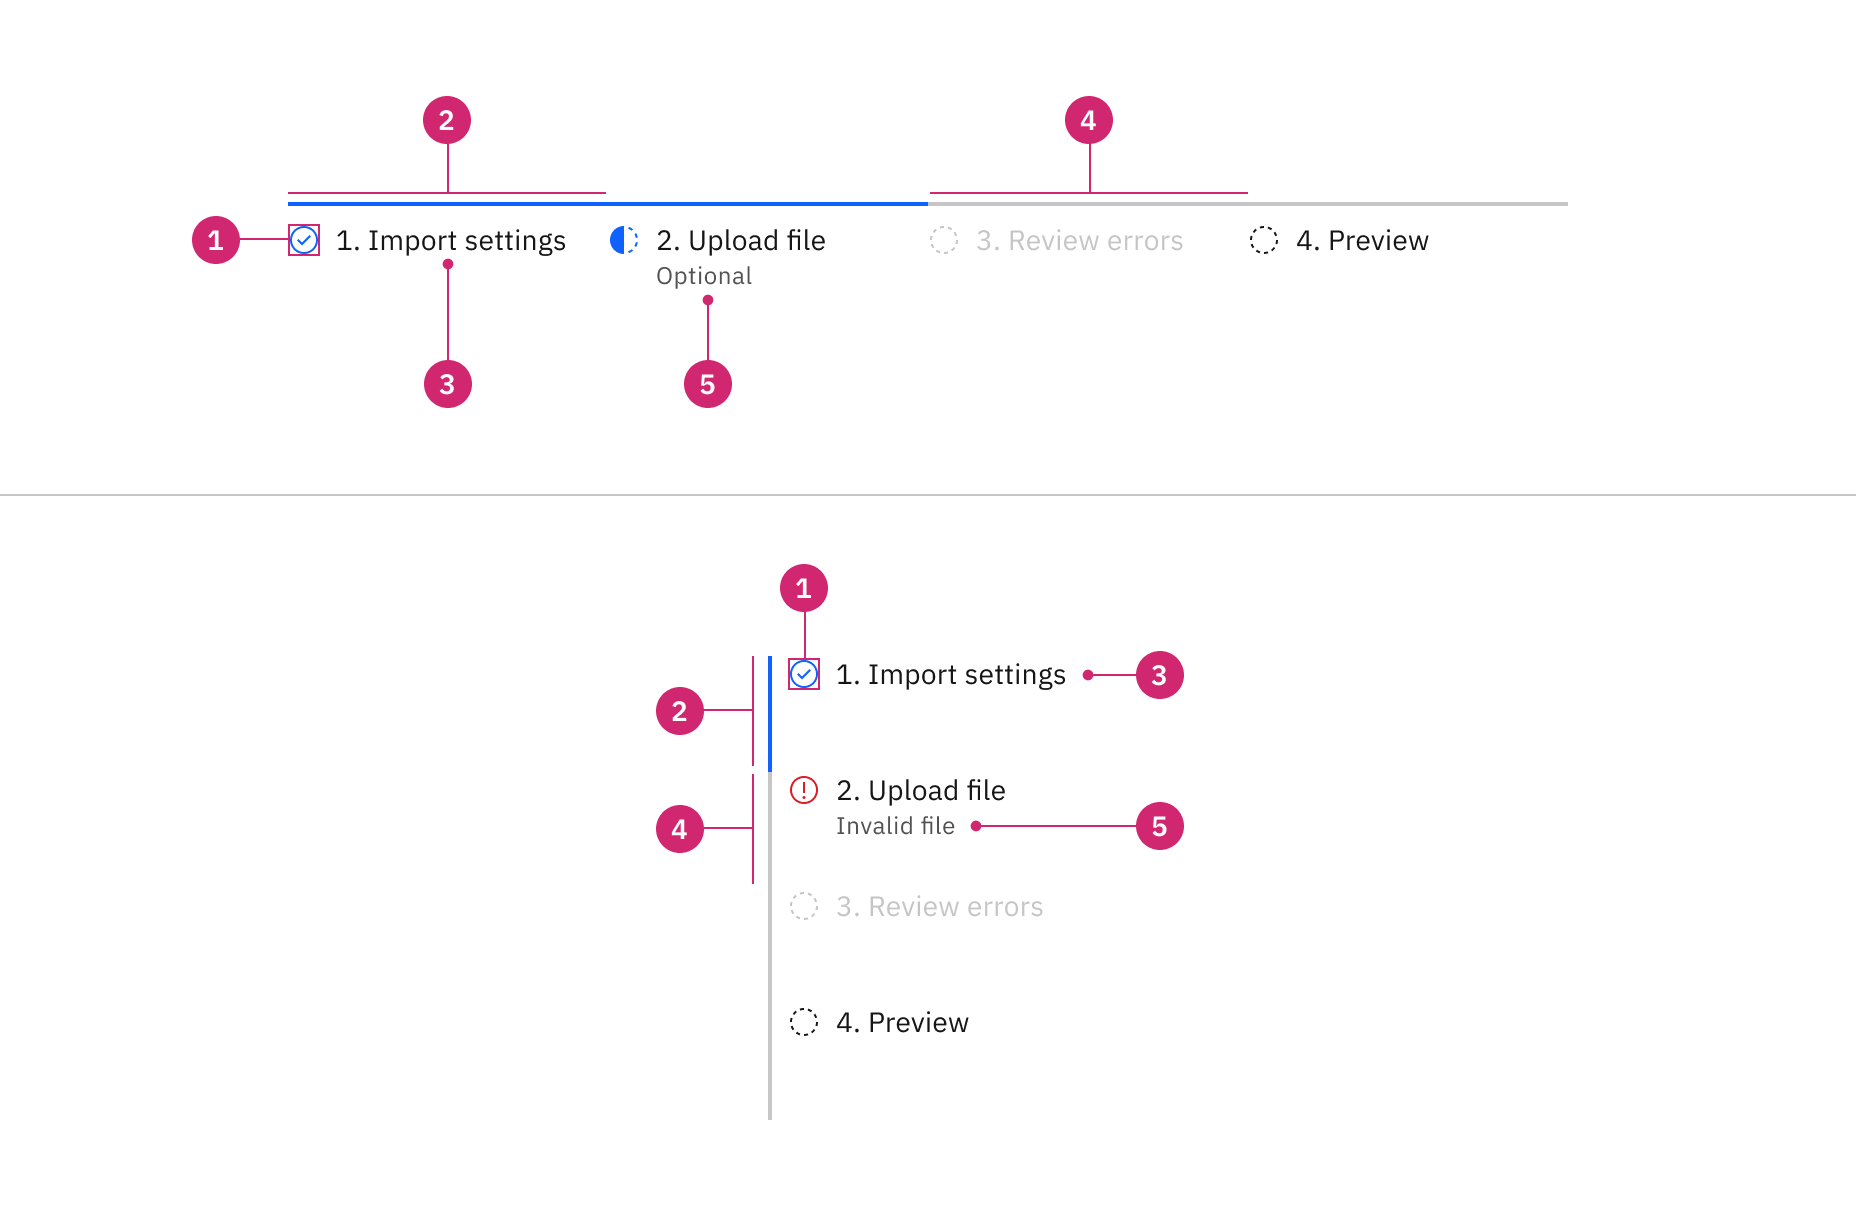 2
4
1
1. Import settings
2. Upload file
3. Review errors
4. Preview
Optional
3
5
1
1. Import settings
3
2
2. Upload file
4
Invalid file
5
3. Review errors
4. Preview